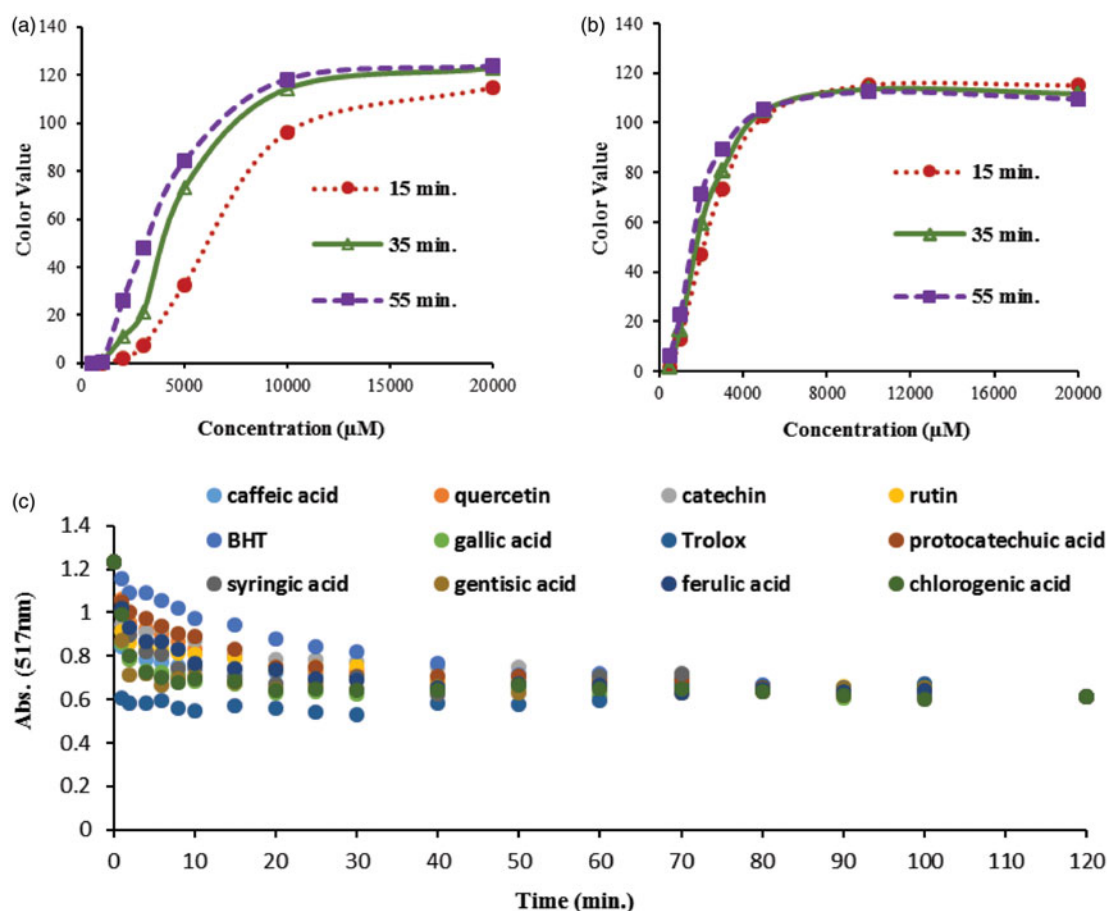 (a)
140
120
100
80
60
40
20
0
Color Value
15 min.
35 min.
55 min.
5000 10000 15000 20000
Concentration (µM)
(b)
140
120
100
80
60
40
20
0
Color Value
15 min.
35 min.
55 min.
0 4000 8000 12000 16000 20000
Concentration (µM)
(c)
caffeic acid quercetin catechin rutin
BHT gallic acid Trolox protocatechuic acid
syringic acid gentisic acid ferulic acid chlorogenic acid
1.4
1.2
1
0.8
0.6
0.4
0.2
0
Abs. (517nm)
0 10 20 30 40 50 60 70 80 90 100 110 120
Time (min.)